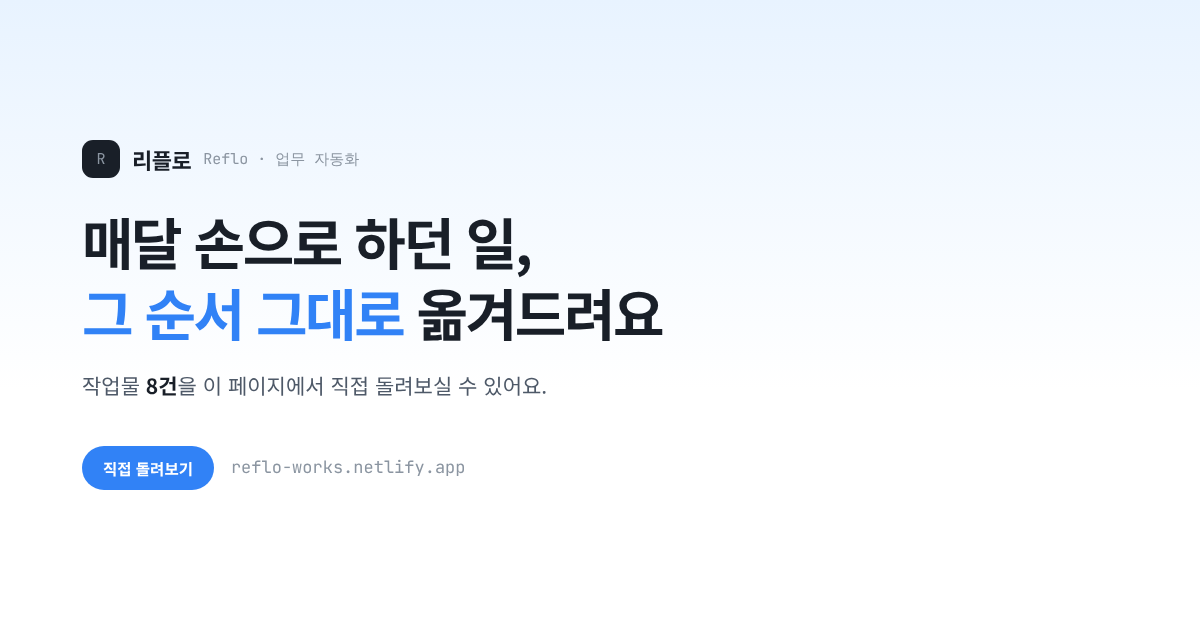 R 리플로 Reflo · 업무 자동화
매달 손으로 하던 일,
그 순서 그대로 옮겨드려요
작업물 8건을 이 페이지에서 직접 돌려보실 수 있어요.
직접 돌려보기 reflo-works.netlify.app